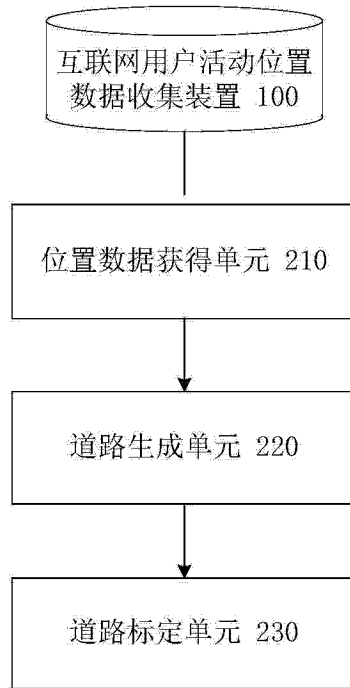 互联网用户活动位置
数据收集装置 100
位置数据获得单元 210
道路生成单元 220
道路标定单元 230